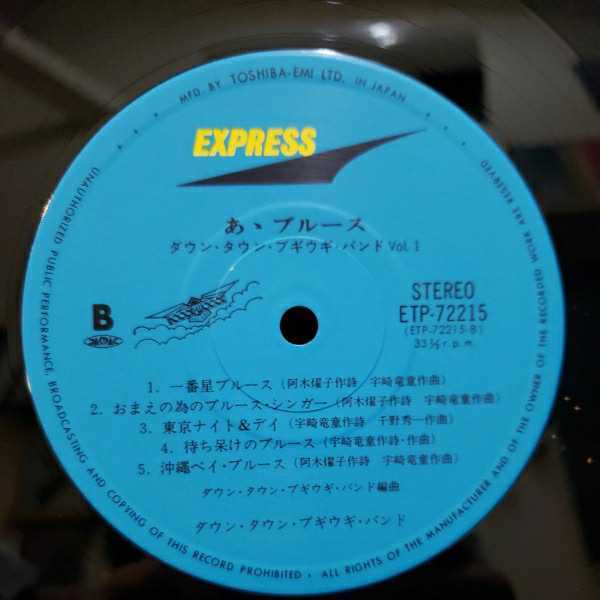 MFD. BY TOSHIBA-EMI LTD. IN JAPAN
EXPRESS
あゝブルース
ダウン・タウン・ブギウギ・バンド Vol. 1
B
STEREO
ETP-72215
(ETP-72215-B)
33⅓ r.p.m.
1. 一番星ブルース (阿木燿子作詩 宇崎竜童作曲)
2. おまえの為のブルース・シンガー (阿木燿子作詩 宇崎竜童作曲)
3. 東京ナイト&デイ (宇崎竜童作詩 千野秀一作曲)
4. 待ち呆けのブルース (宇崎竜童作詩・作曲)
5. 沖縄ベイ・ブルース (阿木燿子作詩 宇崎竜童作曲)
ダウン・タウン・ブギウギ・バンド編曲
ダウン・タウン・ブギウギ・バンド
UNAUTHORIZED PUBLIC PERFORMANCE, BROADCASTING AND COPYING OF THIS RECORD PROHIBITED • ALL RIGHTS OF THE MANUFACTURER AND OF THE OWNER OF THE RECORDED WORK ARE RESERVED